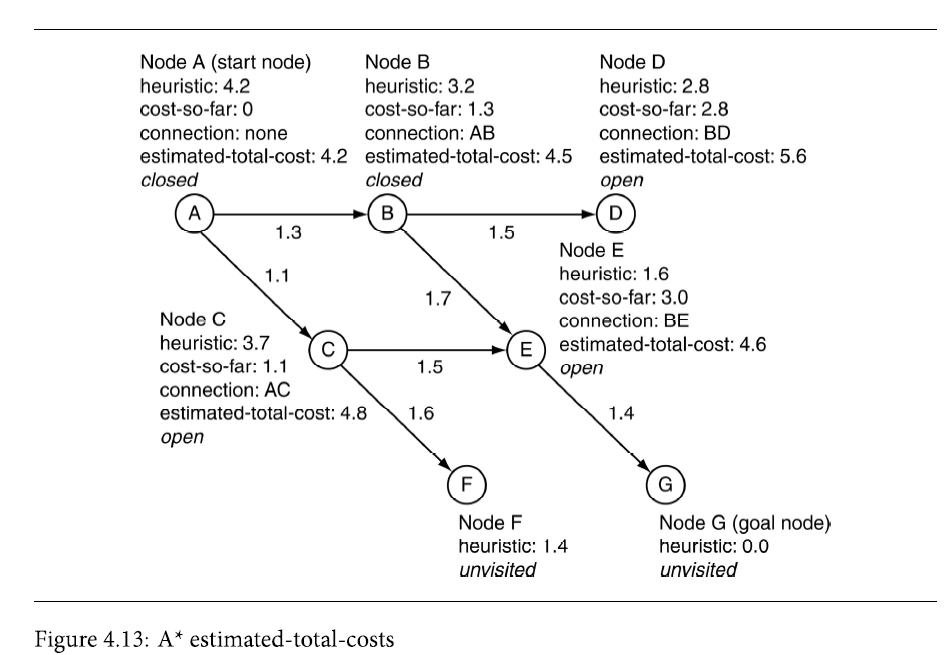 Node A (start node)
heuristic: 4.2
cost-so-far: 0
connection: none
estimated-total-cost: 4.2
closed
Node B
heuristic: 3.2
cost-so-far: 1.3
connection: AB
estimated-total-cost: 4.5
closed
Node D
heuristic: 2.8
cost-so-far: 2.8
connection: BD
estimated-total-cost: 5.6
open
A
1.3
B
1.5
D
1.1
1.7
Node E
heuristic: 1.6
cost-so-far: 3.0
connection: BE
estimated-total-cost: 4.6
open
Node C
heuristic: 3.7
cost-so-far: 1.1
connection: AC
estimated-total-cost: 4.8
open
C
1.5
E
1.6
1.4
F
G
Node F
heuristic: 1.4
unvisited
Node G (goal node)
heuristic: 0.0
unvisited
Figure 4.13: A* estimated-total-costs